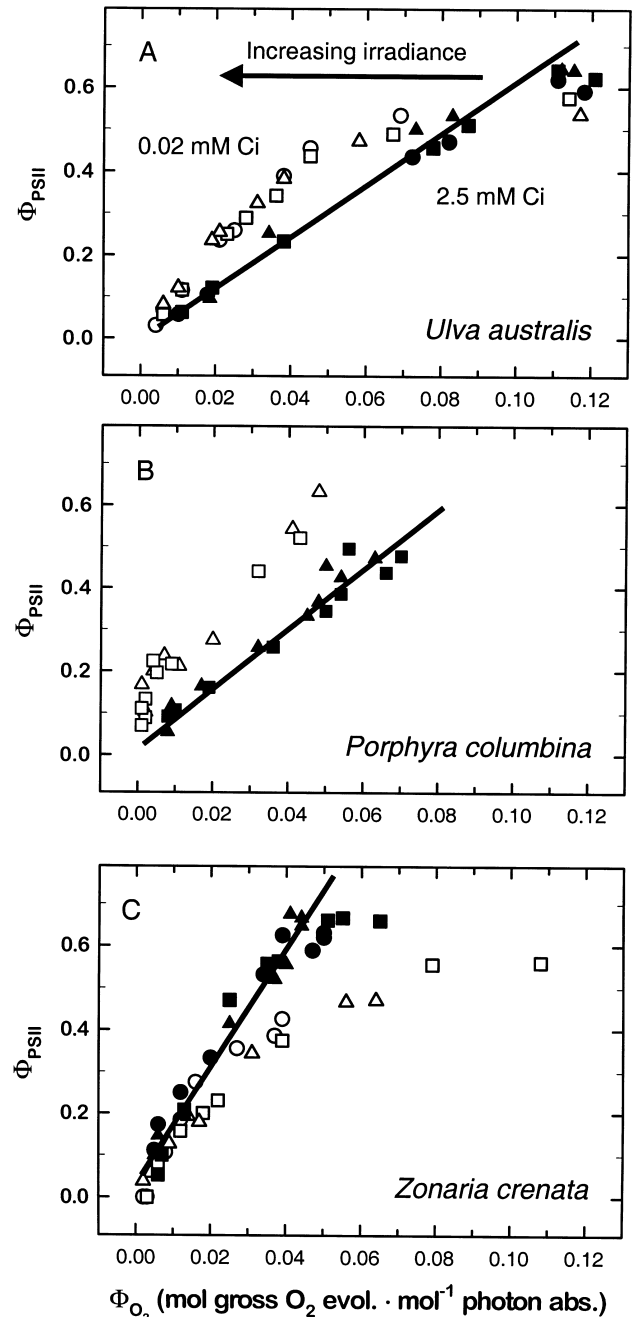 A
Increasing irradiance
0.6
0.02 mM Ci
0.4
2.5 mM Ci
ΦPSII
0.2
0.0
Ulva australis
0.00 0.02 0.04 0.06 0.08 0.10 0.12
B
0.6
0.4
ΦPSII
0.2
0.0
Porphyra columbina
0.00 0.02 0.04 0.06 0.08 0.10 0.12
C
0.6
0.4
ΦPSII
0.2
0.0
Zonaria crenata
0.00 0.02 0.04 0.06 0.08 0.10 0.12
ΦO₂ (mol gross O₂ evol. · mol⁻¹ photon abs.)